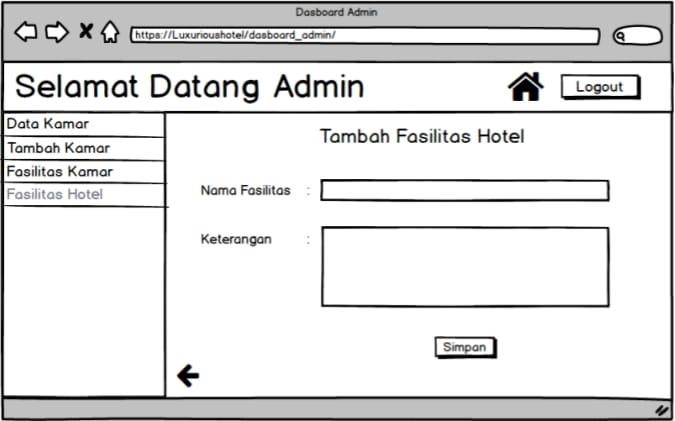 Dasboard Admin
https://Luxurioushotel/dasboard_admin/
Selamat Datang Admin
Logout
Data Kamar
Tambah Kamar
Fasilitas Kamar
Fasilitas Hotel
Tambah Fasilitas Hotel
Nama Fasilitas :
Keterangan :
Simpan